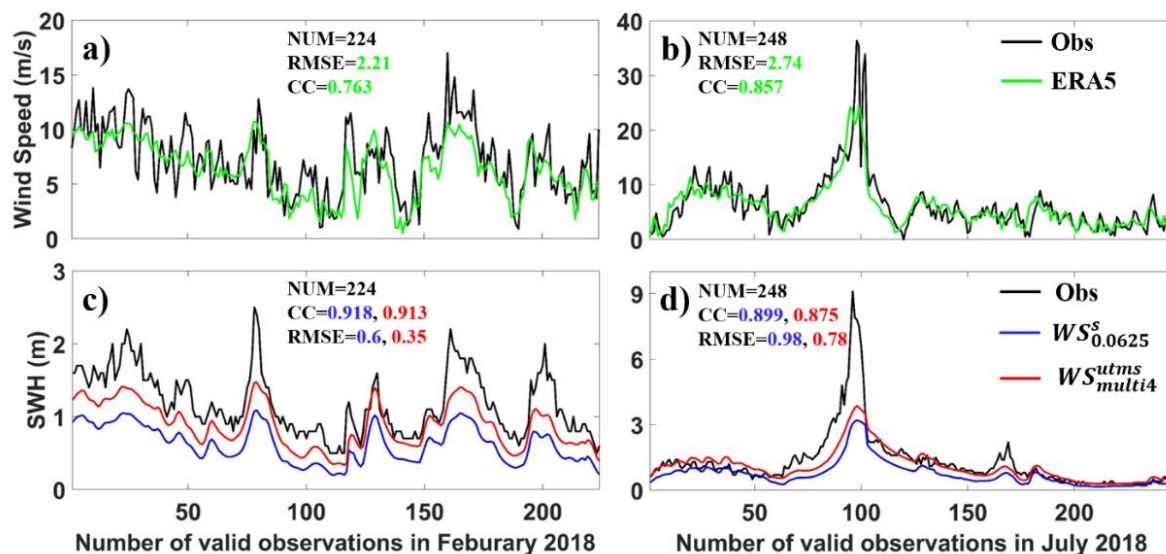 a)
NUM=224
RMSE=2.21
CC=0.763
Wind Speed (m/s)
20
15
10
5
0
b)
NUM=248
RMSE=2.74
CC=0.857
Obs
ERA5
40
30
20
10
0
c)
NUM=224
CC=0.918, 0.913
RMSE=0.6, 0.35
SWH (m)
3
2
1
0
50 100 150 200
Number of valid observations in Feburary 2018
d)
NUM=248
CC=0.899, 0.875
RMSE=0.98, 0.78
Obs
WS^s_0.0625
WS^utms_multi4
9
6
3
0
50 100 150 200
Number of valid observations in July 2018